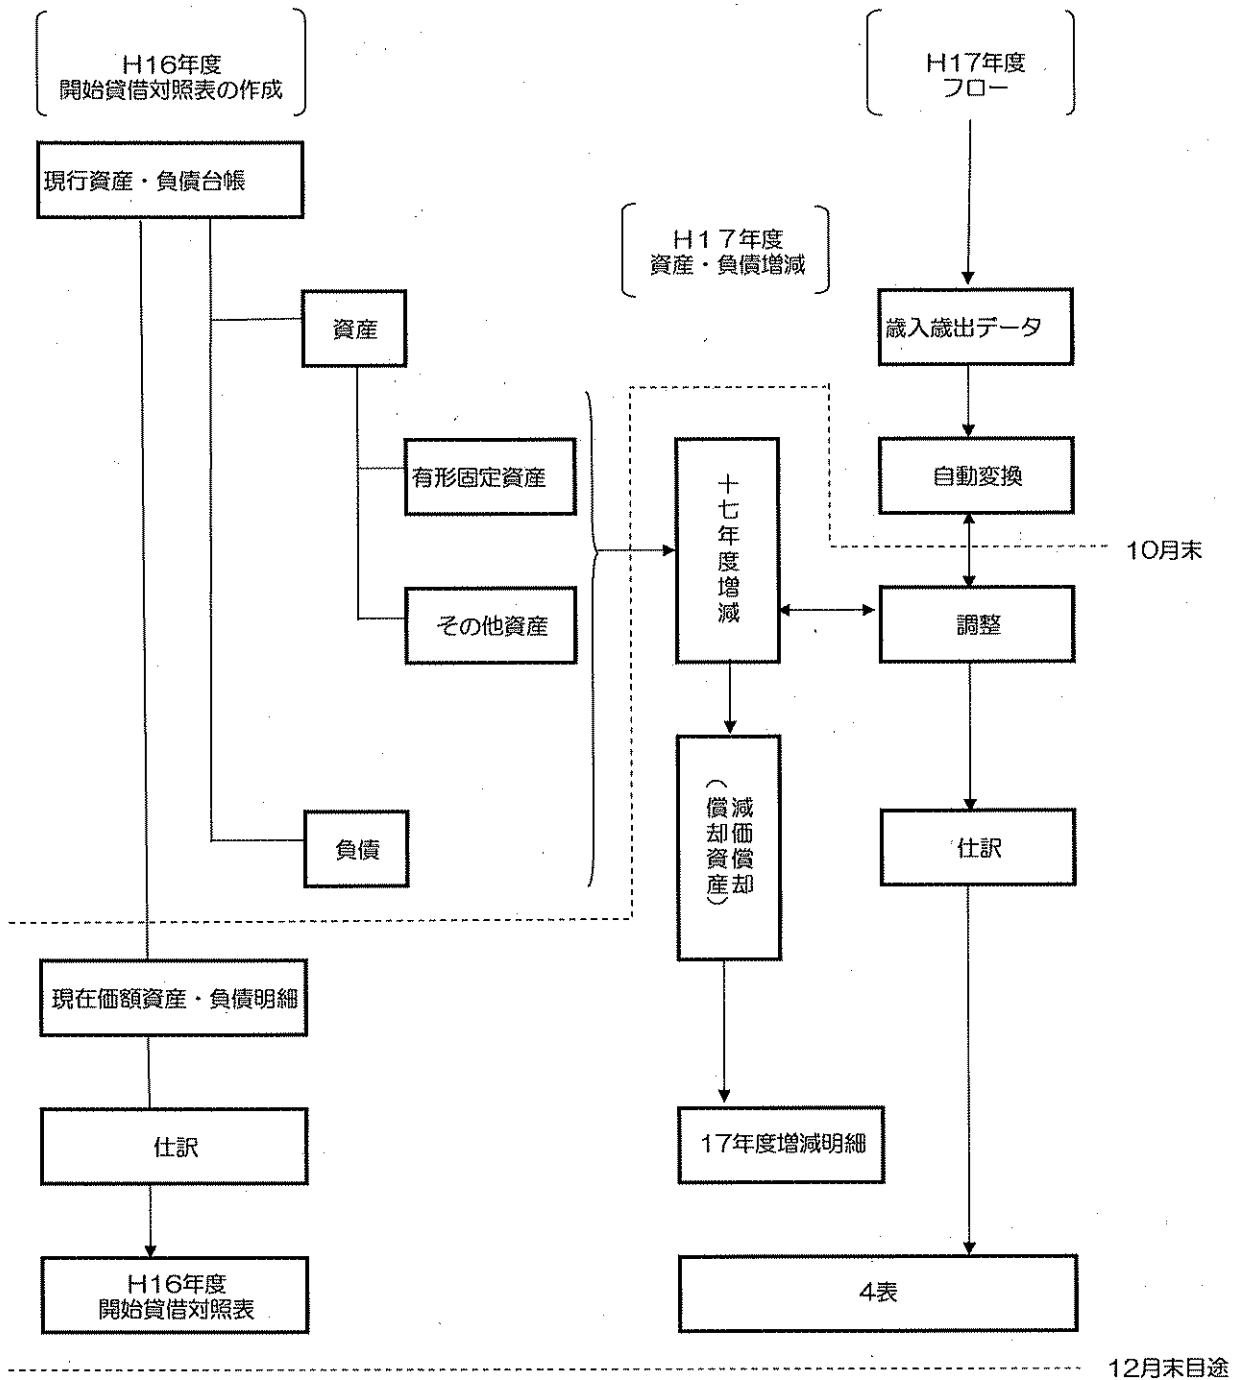 H16年度
開始貸借対照表の作成
現行資産・負債台帳
資産
有形固定資産
その他資産
負債
現在価額資産・負債明細
仕訳
H16年度
開始貸借対照表
H17年度
資産・負債増減
十七年度増減
減価償却
(償却資産)
17年度増減明細
H17年度
フロー
歳入歳出データ
自動変換
10月末
調整
仕訳
4表
12月末目途